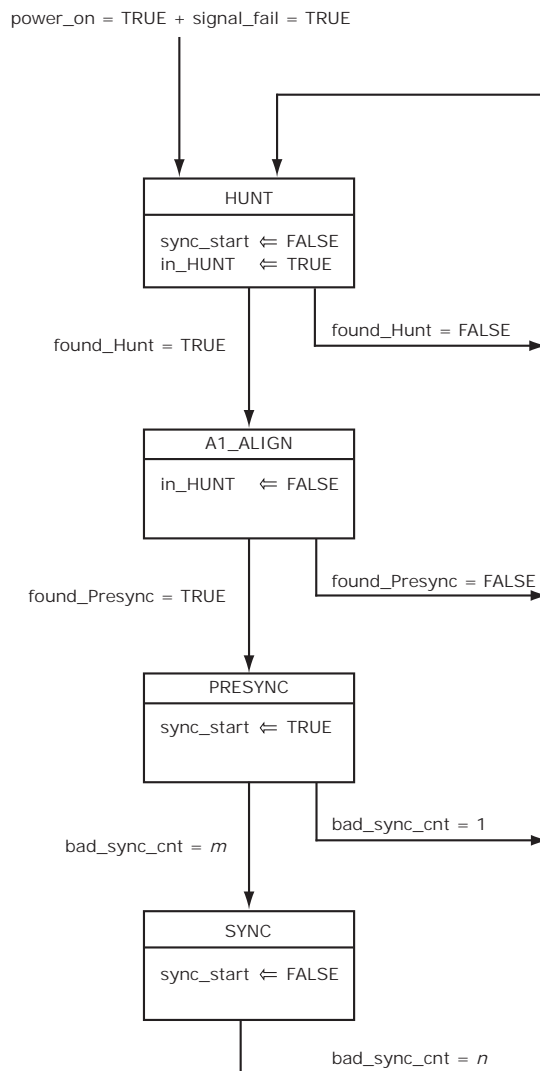 power_on = TRUE + signal_fail = TRUE
HUNT
sync_start ⇐ FALSE
in_HUNT ⇐ TRUE
found_Hunt = FALSE
found_Hunt = TRUE
A1_ALIGN
in_HUNT ⇐ FALSE
found_Presync = FALSE
found_Presync = TRUE
PRESYNC
sync_start ⇐ TRUE
bad_sync_cnt = 1
bad_sync_cnt = m
SYNC
sync_start ⇐ FALSE
bad_sync_cnt = n